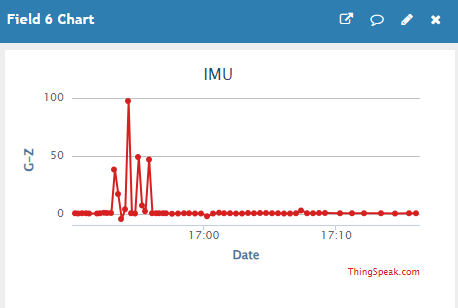 Field 6 Chart
IMU
100
50
0
G-Z
17:00
17:10
Date
ThingSpeak.com